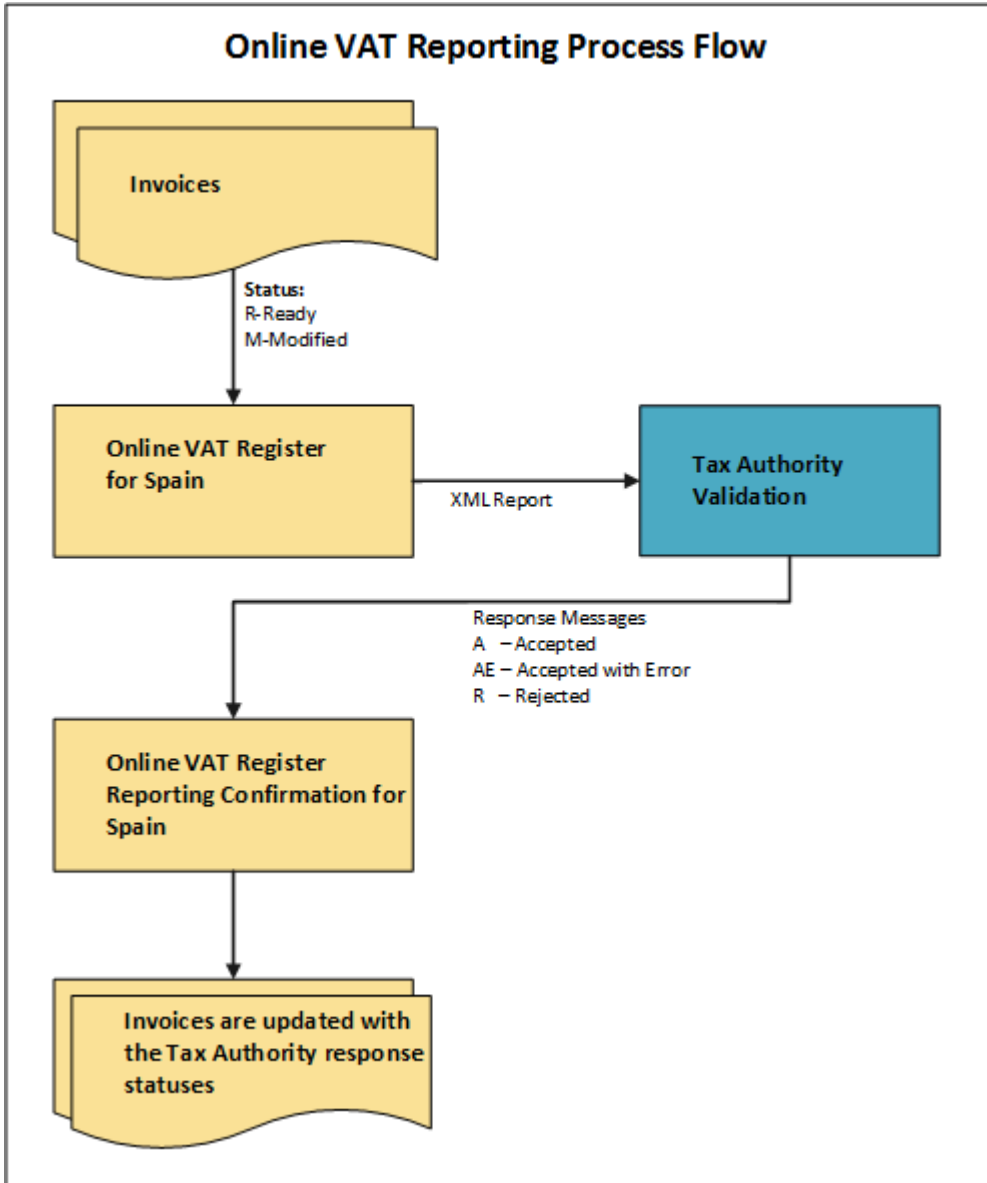 Online VAT Reporting Process Flow
Invoices
Status:
R-Ready
M-Modified
Online VAT Register
for Spain
XML Report
Tax Authority
Validation
Response Messages
A – Accepted
AE – Accepted with Error
R – Rejected
Online VAT Register
Reporting Confirmation for
Spain
Invoices are updated with
the Tax Authority response
statuses